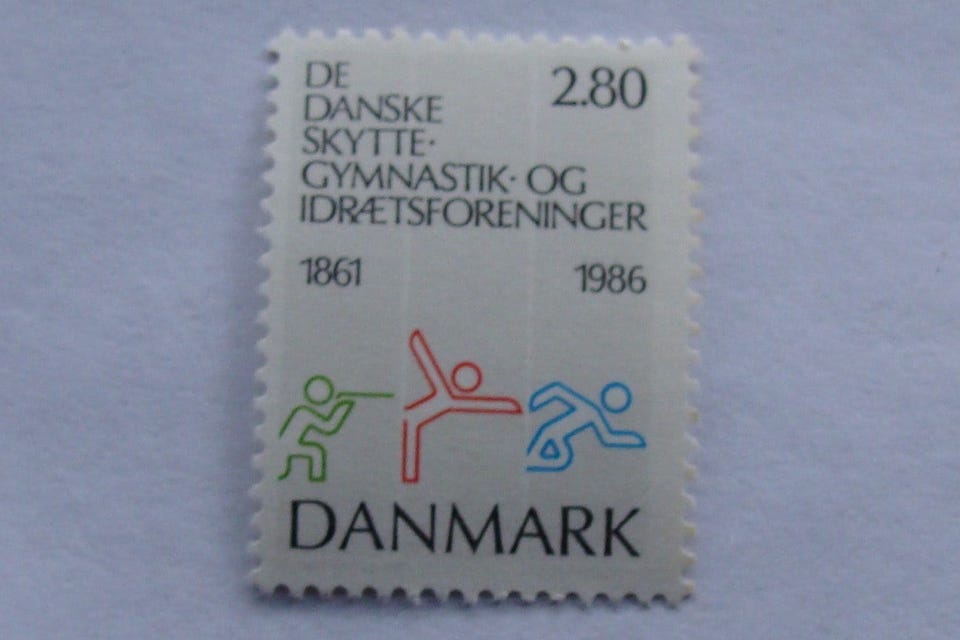 DE
DANSKE
SKYTTE·
GYMNASTIK· OG
IDRÆTSFORENINGER
2.80
1861 1986
DANMARK